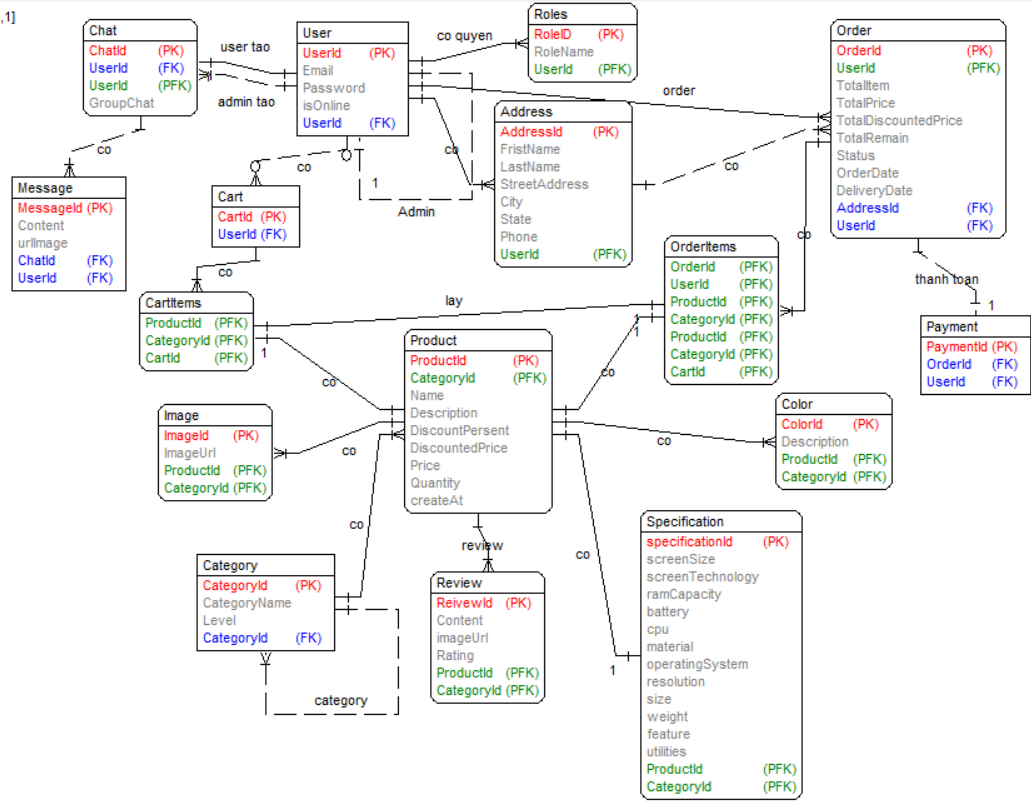 ,1]
Chat
ChatId (PK)
UserId (FK)
UserId (PFK)
GroupChat
user tao
admin tao
User
UserId (PK)
Email
Password
isOnline
UserId (FK)
co quyen
Roles
RoleID (PK)
RoleName
UserId (PFK)
order
Order
OrderId (PK)
UserId (PFK)
TotalItem
TotalPrice
TotalDiscountedPrice
TotalRemain
Status
OrderDate
DeliveryDate
AddressId (FK)
UserId (FK)
Address
AddressId (PK)
FristName
LastName
StreetAddress
City
State
Phone
UserId (PFK)
co
co
co
co
1
Admin
Message
MessageId (PK)
Content
urlImage
ChatId (FK)
UserId (FK)
Cart
CartId (PK)
UserId (FK)
co
co
OrderItems
OrderId (PFK)
UserId (PFK)
ProductId (PFK)
CategoryId (PFK)
ProductId (PFK)
CategoryId (PFK)
CartId (PFK)
thanh toan
1
Payment
PaymentId (PK)
OrderId (FK)
UserId (FK)
CartItems
ProductId (PFK)
CategoryId (PFK)
CartId (PFK)
lay
1
1
1
co
co
Product
ProductId (PK)
CategoryId (PFK)
Name
Description
DiscountPersent
DiscountedPrice
Price
Quantity
createAt
Image
ImageId (PK)
ImageUrl
ProductId (PFK)
CategoryId (PFK)
co
co
Color
ColorId (PK)
Description
ProductId (PFK)
CategoryId (PFK)
co
review
co
1
Category
CategoryId (PK)
CategoryName
Level
CategoryId (FK)
category
Review
ReivewId (PK)
Content
imageUrl
Rating
ProductId (PFK)
CategoryId (PFK)
Specification
specificationId (PK)
screenSize
screenTechnology
ramCapacity
battery
cpu
material
operatingSystem
resolution
size
weight
feature
utilities
ProductId (PFK)
CategoryId (PFK)